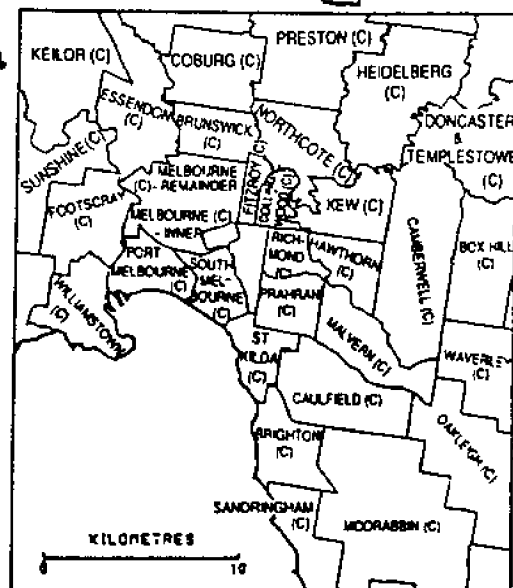 PRESTON (C)
KEILOR (C)
COBURG (C)
HEIDELBERG
(C)
ESSENDON
(C)
BRUNSWICK
(C)
NORTHCOTE (C)
DONCASTER
&
TEMPLESTOWE
(C)
SUNSHINE (C)
MELBOURNE
(C) - REMAINDER
FITZROY (C)
KEW (C)
FOOTSCRAY
(C)
MELBOURNE (C)
- INNER
RICH-
MOND
(C)
HAWTHORN
(C)
CAMBERWELL (C)
BOX HILL
(C)
PORT
MELBOURNE
(C)
SOUTH
MEL-
BOURNE
(C)
PRAHRAN
(C)
WILLIAMSTOWN
(C)
ST
KILDA
(C)
MALVERN (C)
WAVERLEY
(C)
CAULFIELD (C)
OAKLEIGH (C)
BRIGHTON
(C)
SANDRINGHAM
(C)
MOORABBIN (C)
KILOMETRES
0 10